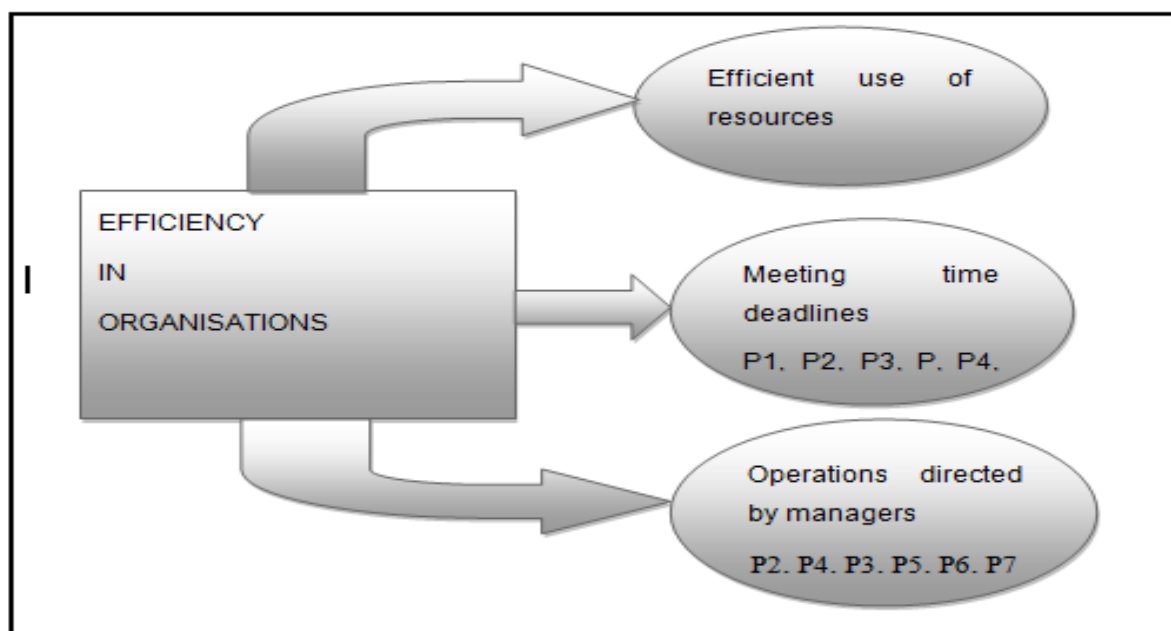 Efficient use of
resources
EFFICIENCY
IN
ORGANISATIONS
I
Meeting time
deadlines
P1. P2. P3. P. P4.
Operations directed
by managers
P2. P4. P3. P5. P6. P7